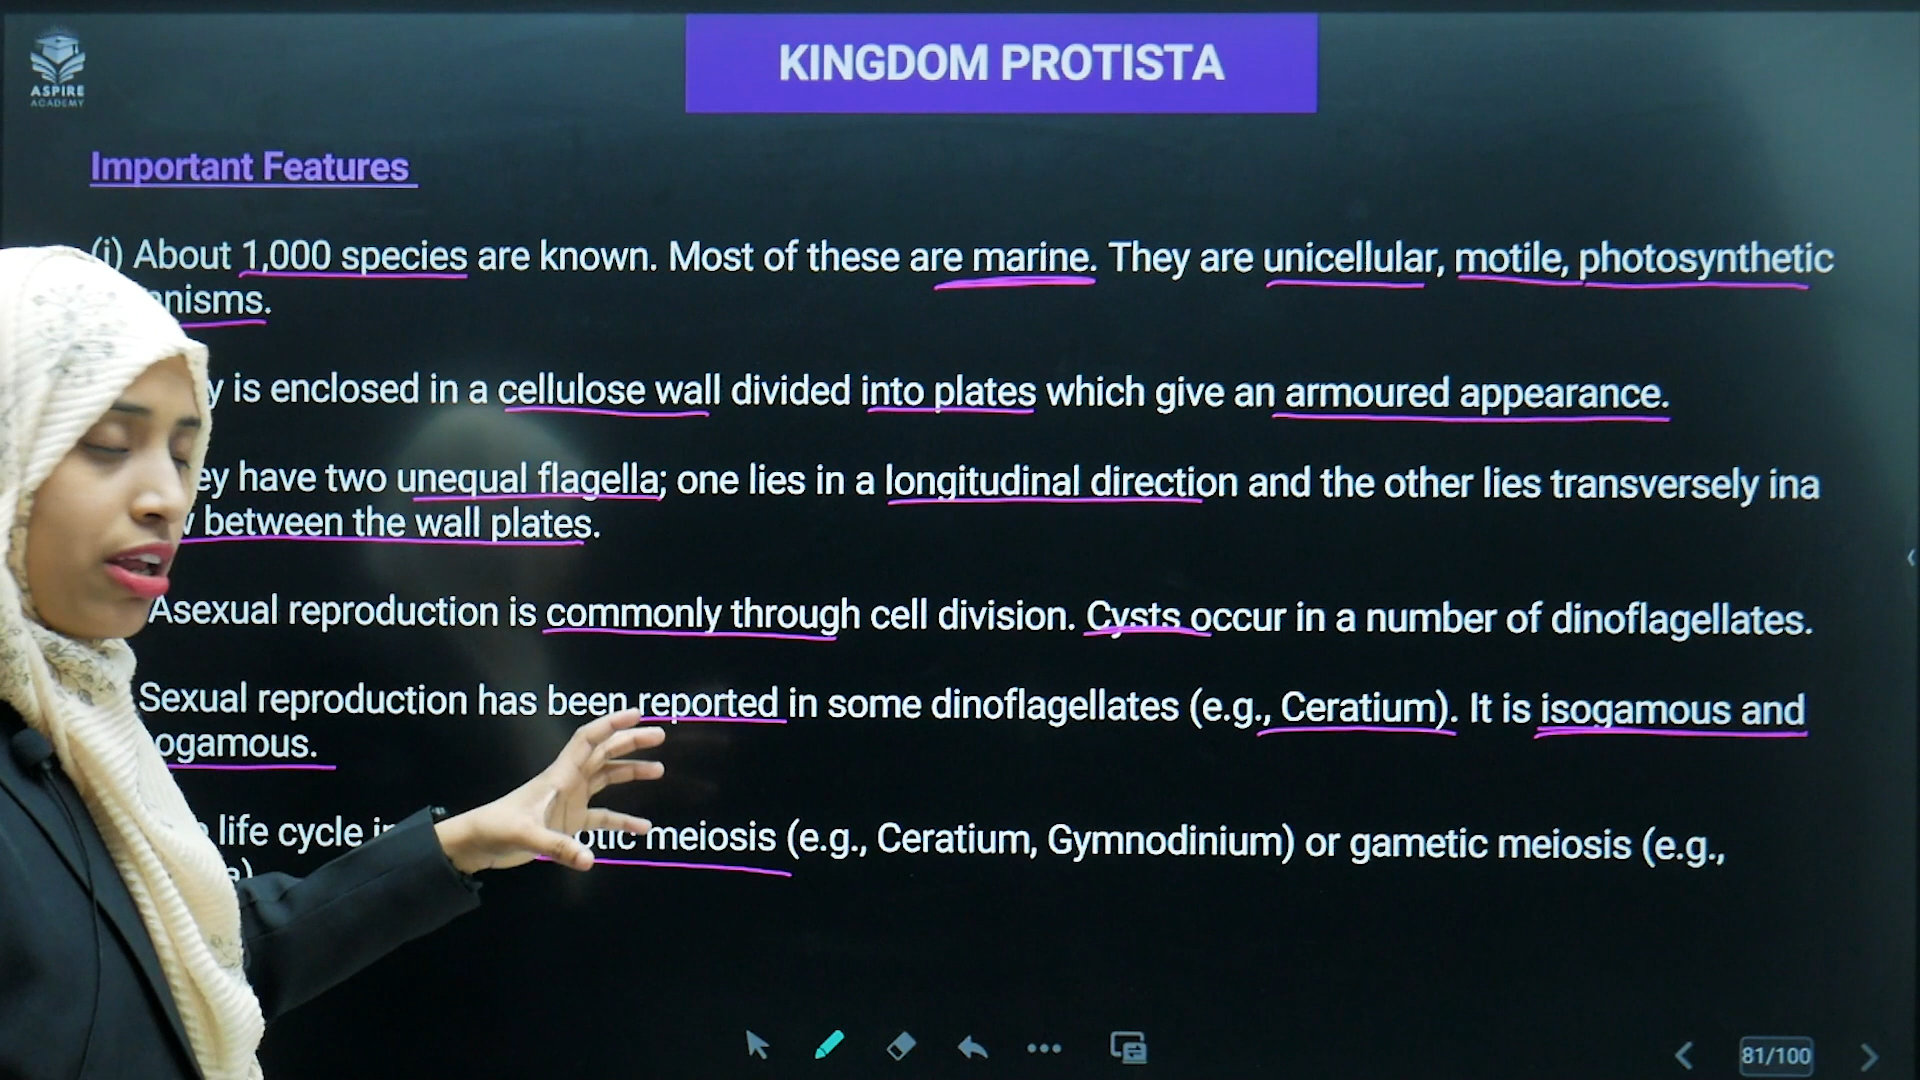 ASPIRE
ACADEMY
KINGDOM PROTISTA
Important Features
(i) About 1,000 species are known. Most of these are marine. They are unicellular, motile, photosynthetic
is enclosed in a cellulose wall divided into plates which give an armoured appearance.
have two unequal flagella; one lies in a longitudinal direction and the other lies transversely ina
between the wall plates.
Asexual reproduction is commonly through cell division. Cysts occur in a number of dinoflagellates.
Sexual reproduction has been reported in some dinoflagellates (e.g., Ceratium). It is isogamous and
life cycle meiosis (e.g., Ceratium, Gymnodinium) or gametic meiosis (e.g.,
81/100